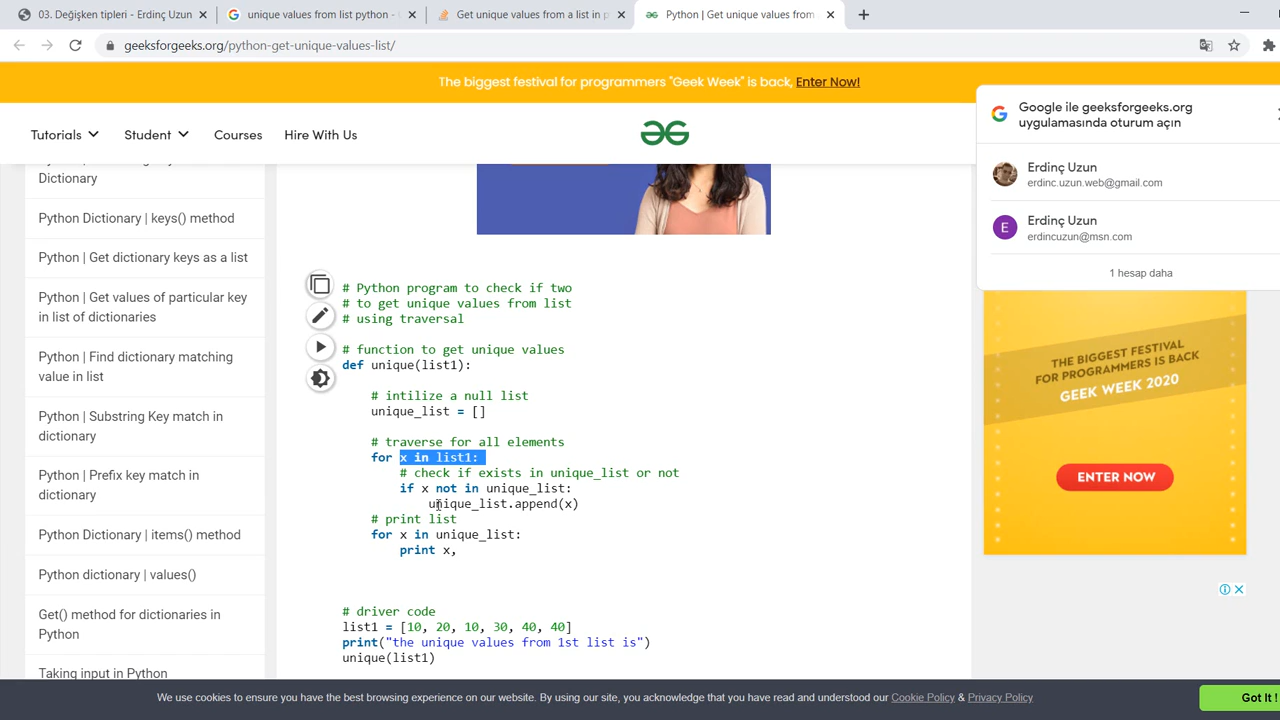 03. Değişken tipleri - Erdinç Uzun
unique values from list python -
Get unique values from a list in p
Python | Get unique values from
geeksforgeeks.org/python-get-unique-values-list/
The biggest festival for programmers "Geek Week" is back, Enter Now!
Tutorials
Student
Courses
Hire With Us
Google ile geeksforgeeks.org
uygulamasında oturum açın
Erdinç Uzun
erdinc.uzun.web@gmail.com
E
Erdinç Uzun
erdincuzun@msn.com
1 hesap daha
Dictionary
Python Dictionary | keys() method
Python | Get dictionary keys as a list
Python | Get values of particular key
in list of dictionaries
Python | Find dictionary matching
value in list
Python | Substring Key match in
dictionary
Python | Prefix key match in
dictionary
Python Dictionary | items() method
Python dictionary | values()
Get() method for dictionaries in
Python
Taking input in Python
# Python program to check if two
# to get unique values from list
# using traversal
# function to get unique values
def unique(list1):
# intilize a null list
unique_list = []
# traverse for all elements
for x in list1:
# check if exists in unique_list or not
if x not in unique_list:
unique_list.append(x)
# print list
for x in unique_list:
print x,
# driver code
list1 = [10, 20, 10, 30, 40, 40]
print("the unique values from 1st list is")
unique(list1)
THE BIGGEST FESTIVAL
FOR PROGRAMMERS IS BACK
GEEK WEEK 2020
ENTER NOW
We use cookies to ensure you have the best browsing experience on our website. By using our site, you acknowledge that you have read and understood our Cookie Policy & Privacy Policy
Got It !